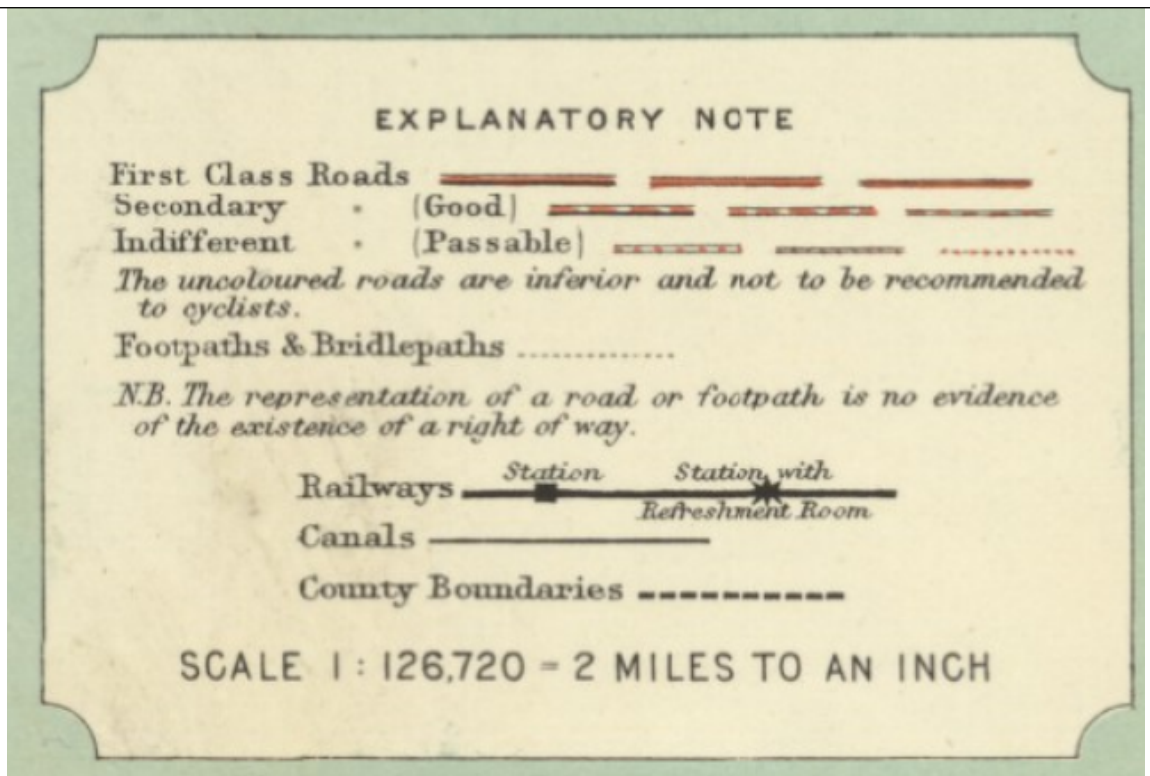 EXPLANATORY NOTE
First Class Roads
Secondary " (Good)
Indifferent " (Passable)
The uncoloured roads are inferior and not to be recommended
to cyclists.
Footpaths & Bridlepaths
N.B. The representation of a road or footpath is no evidence
of the existence of a right of way.
Station Station with
Railways
Refreshment Room
Canals
County Boundaries
SCALE 1 : 126,720 = 2 MILES TO AN INCH